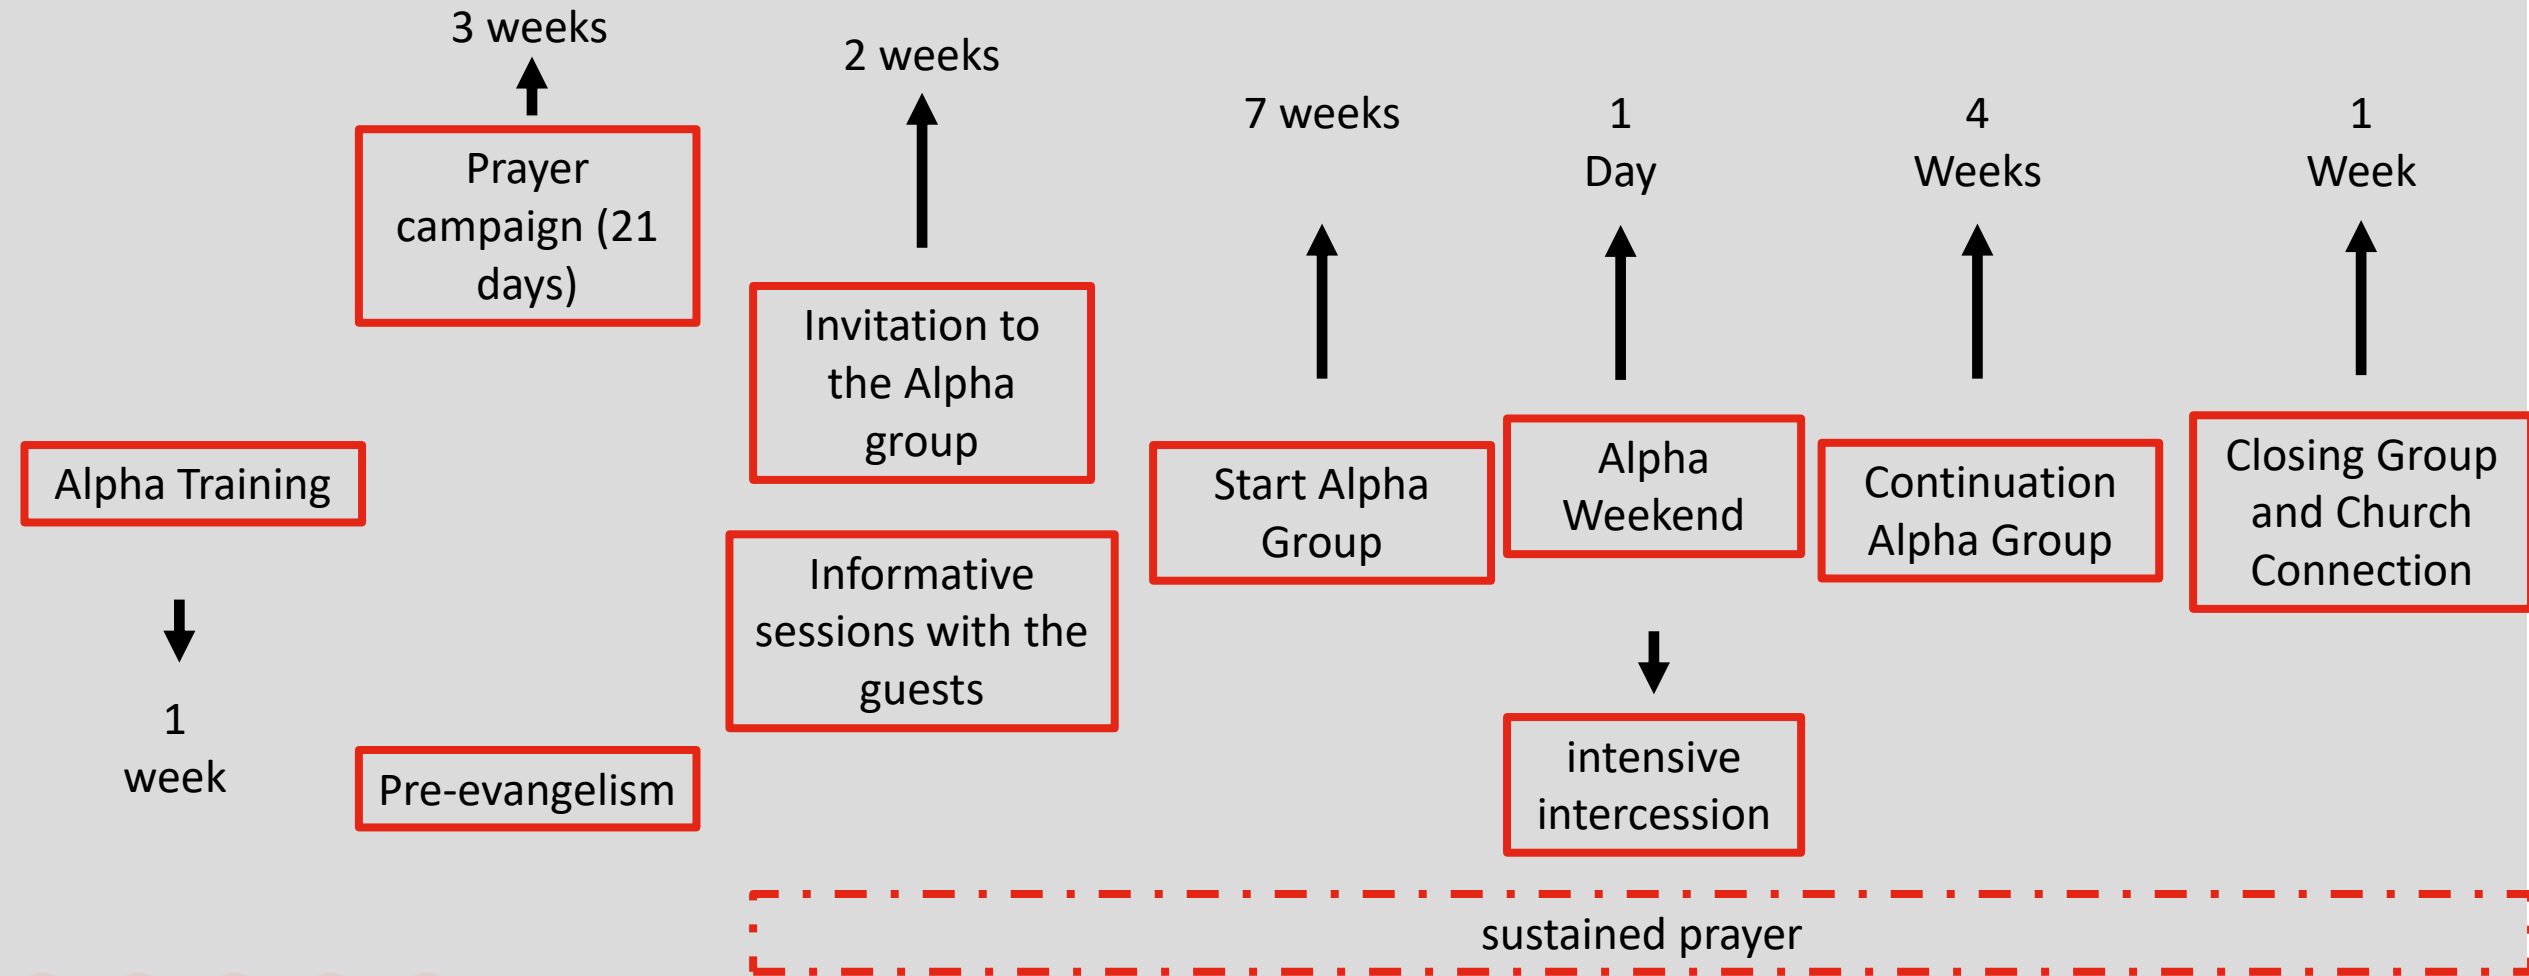 3 weeks
Prayer
campaign (21
days)
2 weeks
Invitation to
the Alpha
group
7 weeks
1
Day
4
Weeks
1
Week
Alpha Training
1
week
Pre-evangelism
Informative
sessions with the
guests
Start Alpha
Group
Alpha
Weekend
Continuation
Alpha Group
Closing Group
and Church
Connection
intensive
intercession
sustained prayer